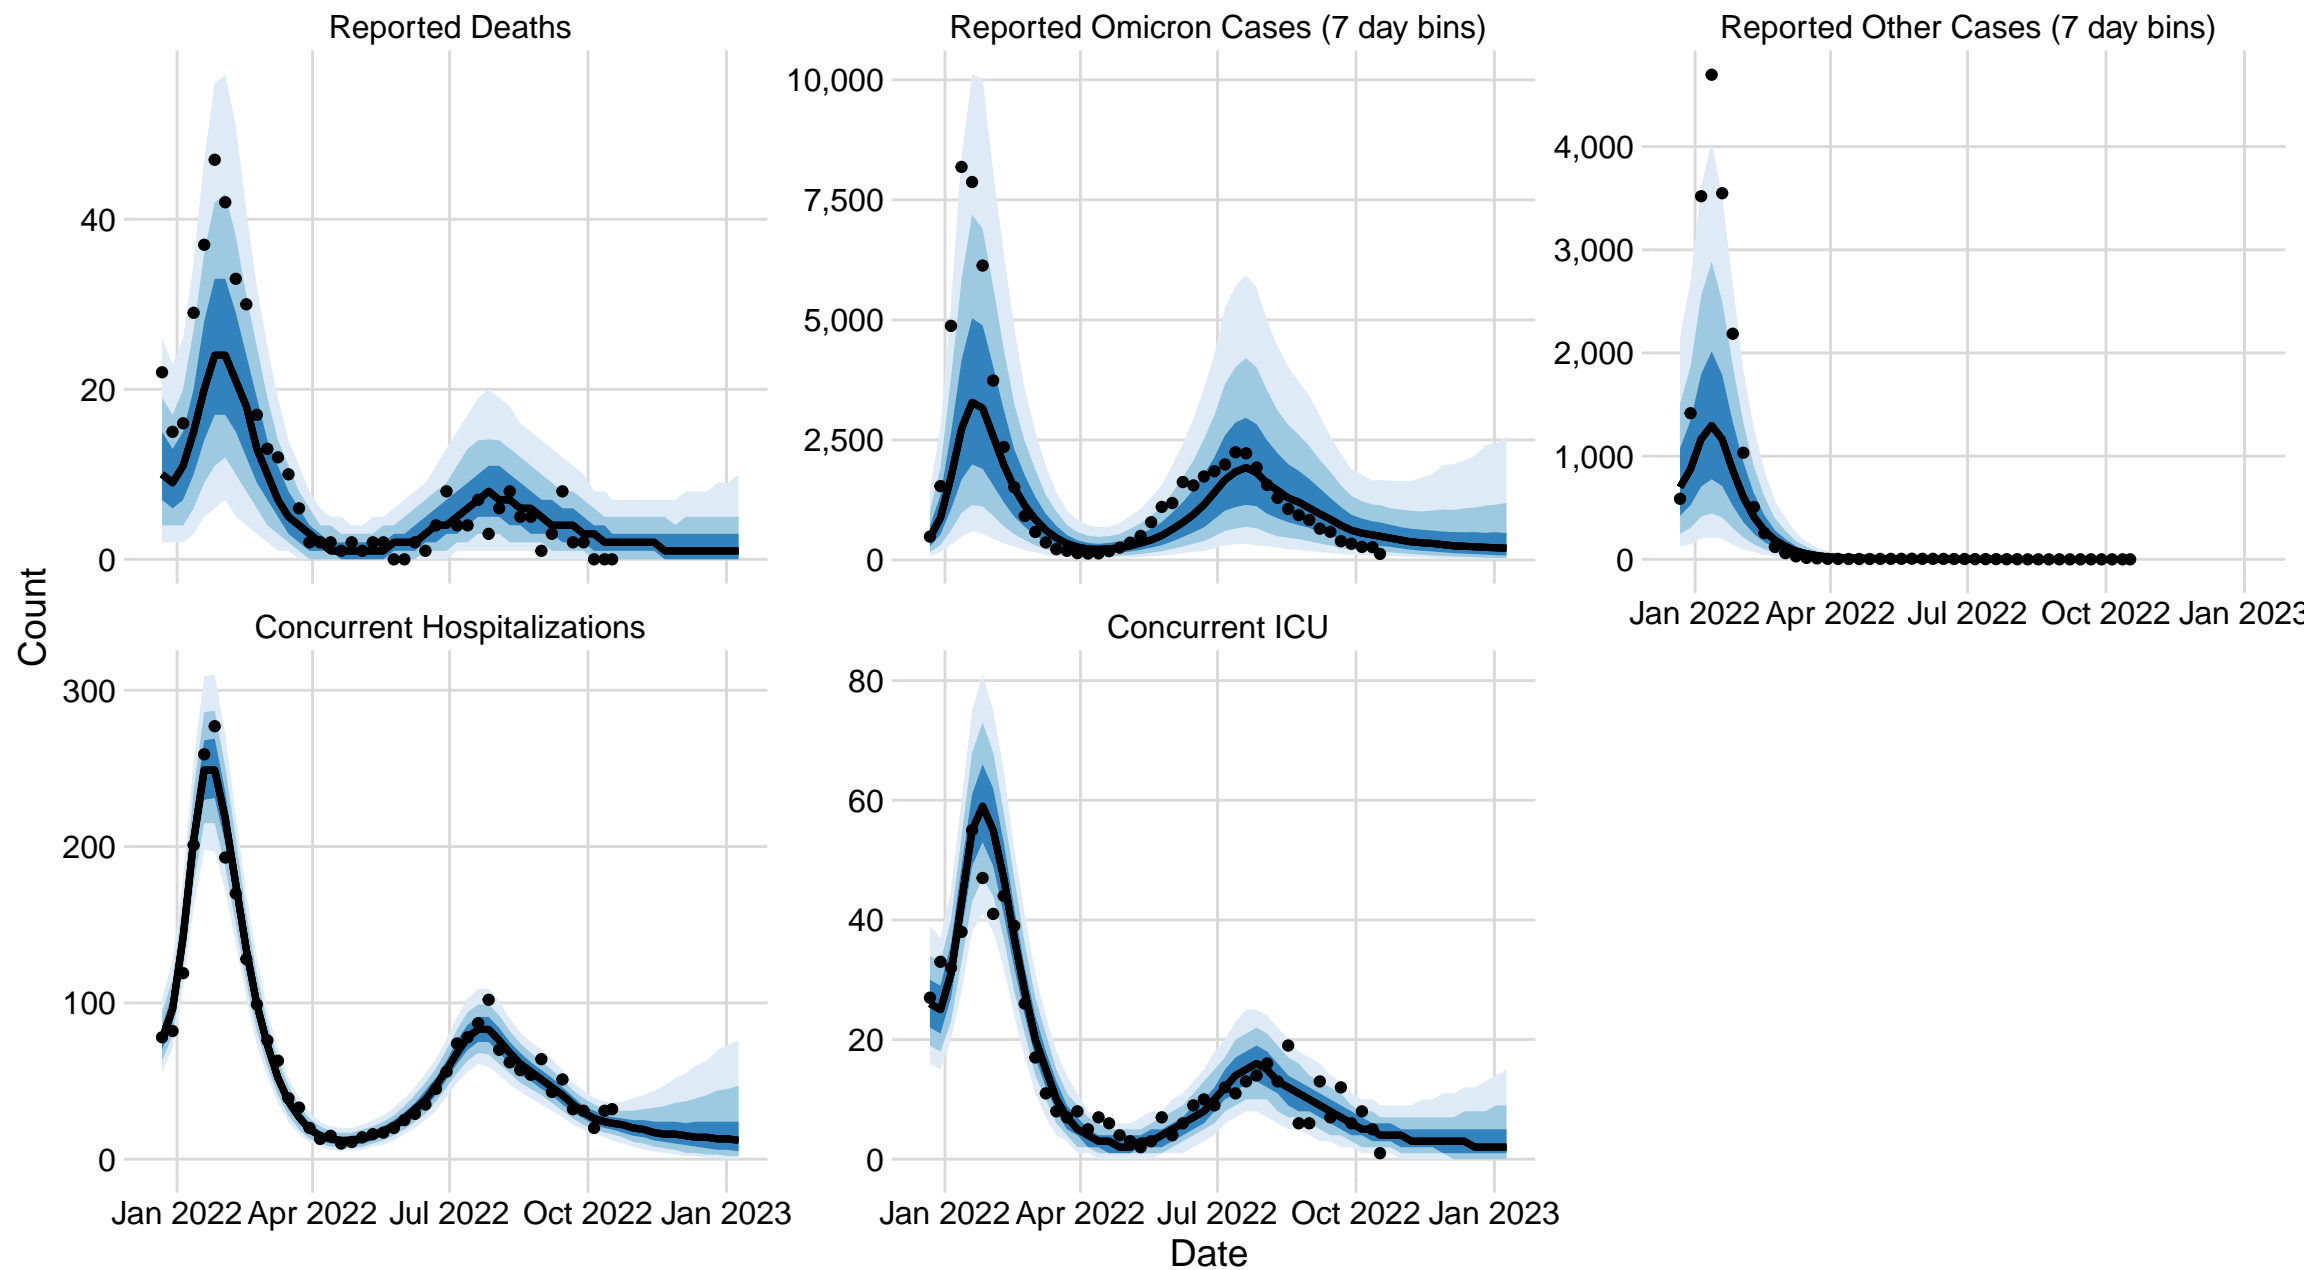 Reported Deaths
Reported Omicron Cases (7 day bins)
Reported Other Cases (7 day bins)
Count
40
20
0
10,000
7,500
5,000
2,500
0
4,000
3,000
2,000
1,000
0
Jan 2022 Apr 2022 Jul 2022 Oct 2022 Jan 2023
Concurrent Hospitalizations
Concurrent ICU
300
200
100
0
80
60
40
20
0
Jan 2022 Apr 2022 Jul 2022 Oct 2022 Jan 2023
Jan 2022 Apr 2022 Jul 2022 Oct 2022 Jan 2023
Date